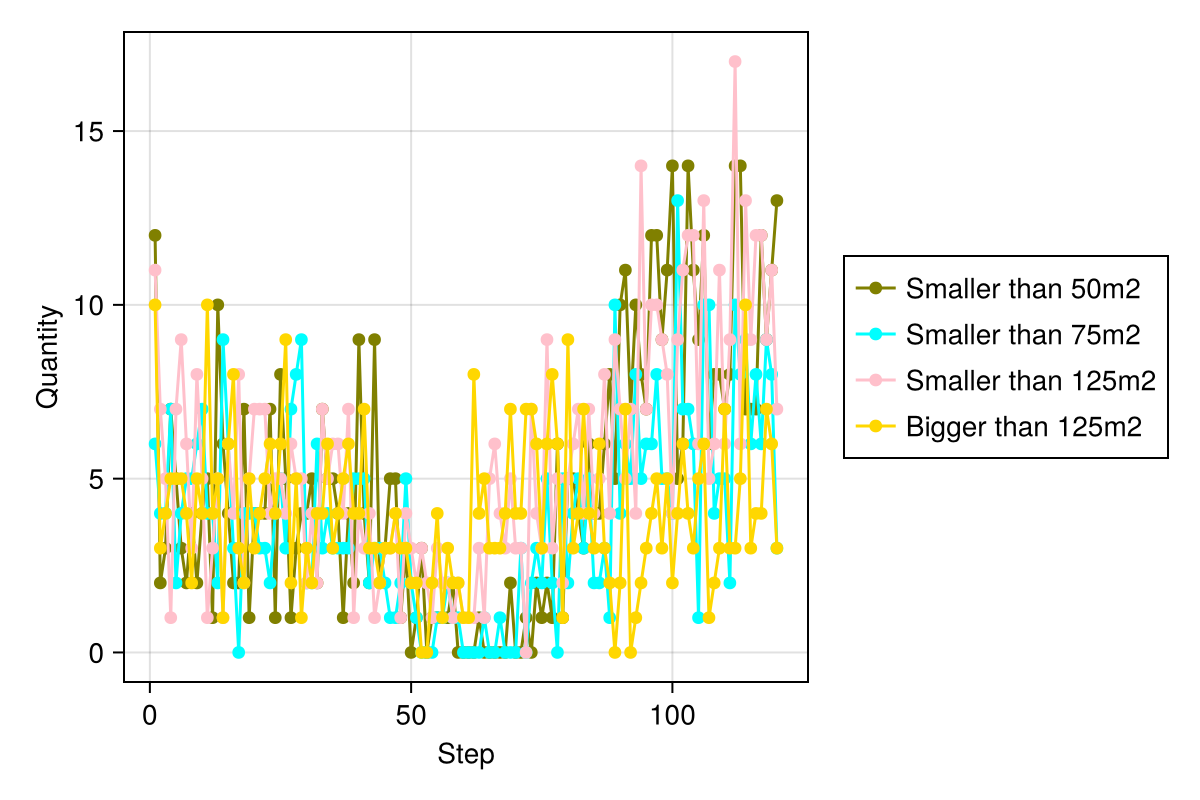 15
10
5
0
Quantity
0
50
100
Step
Smaller than 50m2
Smaller than 75m2
Smaller than 125m2
Bigger than 125m2